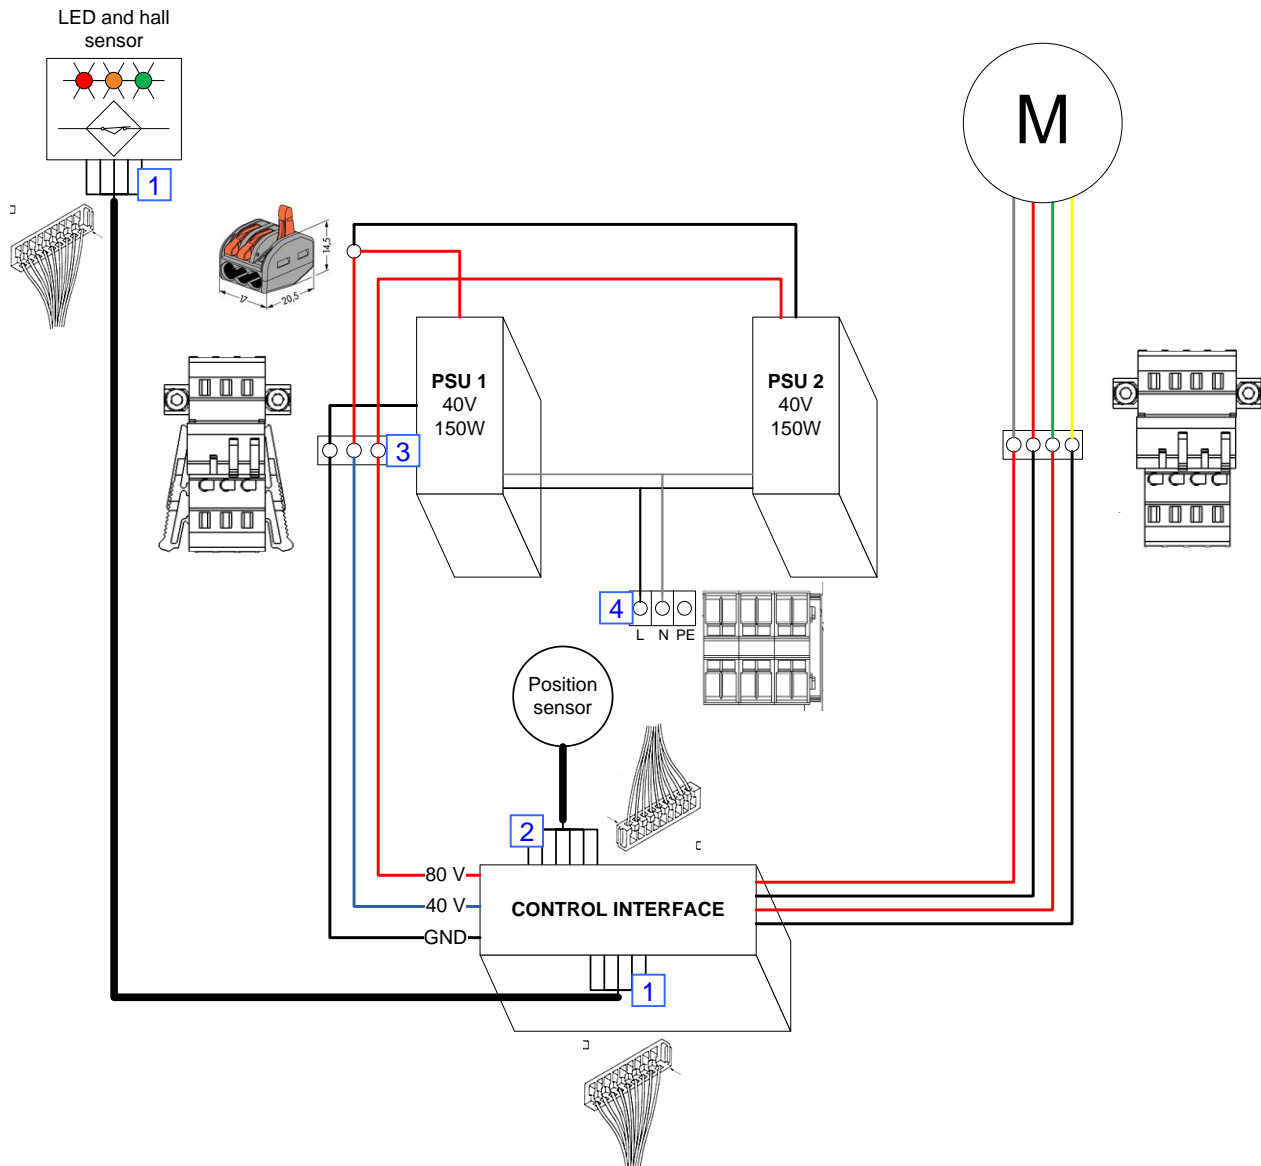 LED and hall
sensor
1
M
14,5
17
20,5
PSU 1
40V
150W
PSU 2
40V
150W
3
4
L N PE
Position
sensor
2
80 V
40 V
GND
CONTROL INTERFACE
1